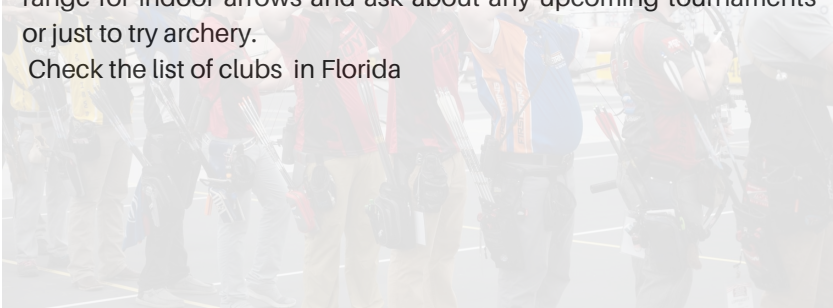 range for indoor arrows and ask about any upcoming tournaments
or just to try archery.
Check the list of clubs in Florida